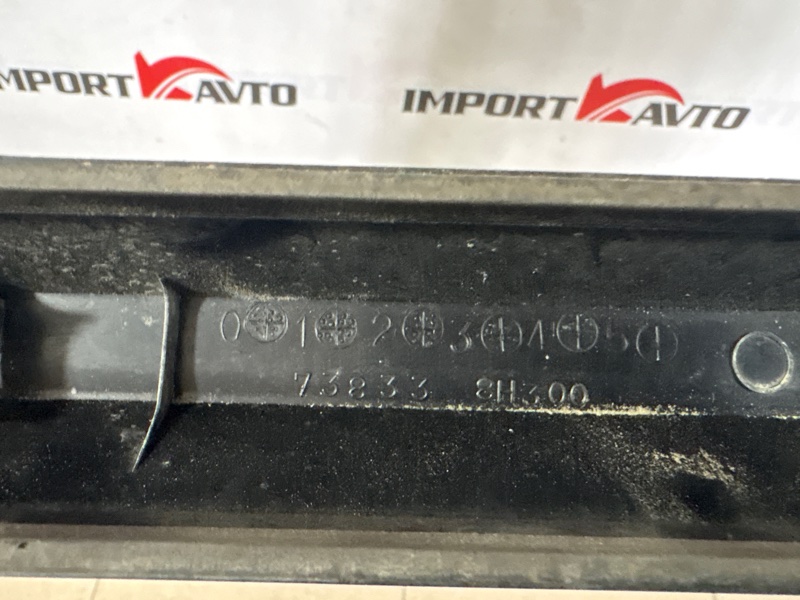 IMPORT AVTO
IMPORT AVTO
0 1 2 3 4 5
73833 8H300